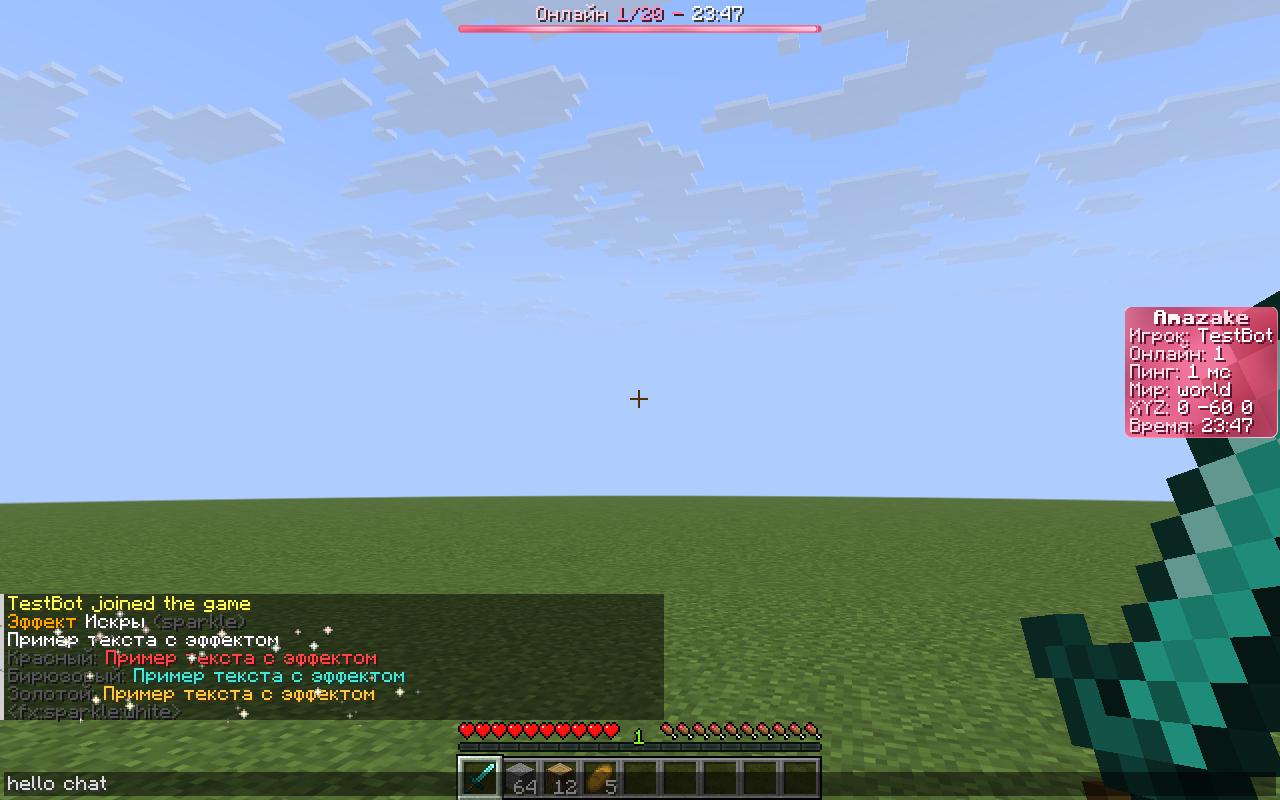 Онлайн 1/20 - 23:47
Amazake
Игрок: TestBot
Онлайн: 1
Пинг: 1 мс
Мир: world
XYZ: 0 -60 0
Время: 23:47
TestBot joined the game
Эффект Искры (sparkle)
Пример текста с эффектом
Красный: Пример текста с эффектом
Бирюзовый: Пример текста с эффектом
Золотой: Пример текста с эффектом
<fx:sparkle:white>
1
64 12 5
hello chat